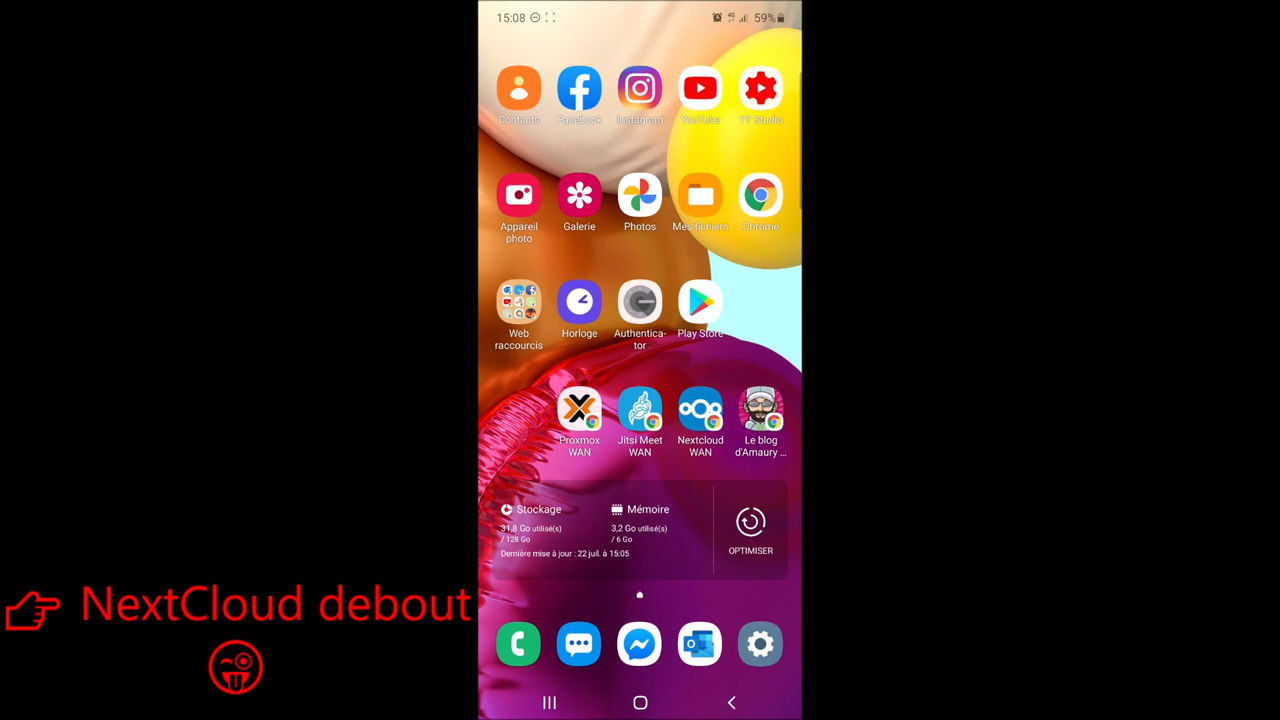 15:08
4G
59%
Contacts
Facebook
Instagram
YouTube
YT Studio
Appareil
photo
Galerie
Photos
Mes fichiers
Chrome
Web
raccourcis
Horloge
Authentica-
tor
Play Store
Proxmox
WAN
Jitsi Meet
WAN
Nextcloud
WAN
Le blog
d'Amaury ...
Stockage
31,8 Go utilisé(s)
/ 128 Go
Mémoire
3,2 Go utilisé(s)
/ 6 Go
Dernière mise à jour : 22 juil. à 15:05
OPTIMISER
NextCloud debout